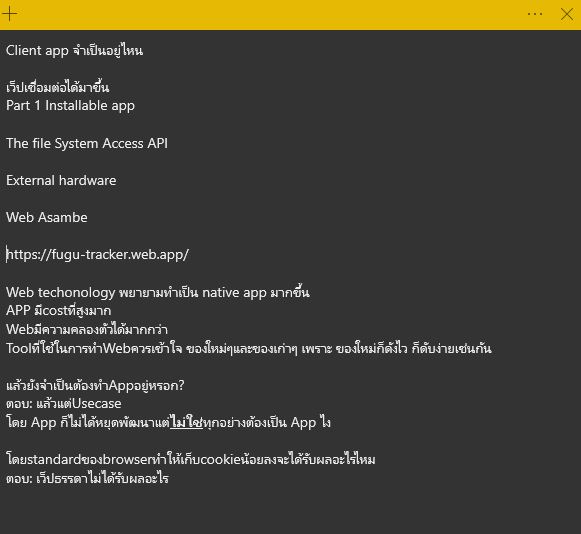 Client app จำเป็นอยู่ไหน
เว็ปเชื่อมต่อได้มาขึ้น
Part 1 Installable app
The file System Access API
External hardware
Web Asambe
https://fugu-tracker.web.app/
Web techonology พยายามทำเป็น native app มากขึ้น
APP มีcostที่สูงมาก
Webมีความคลองตัวได้มากกว่า
Toolที่ใช้ในการทำWebควรเข้าใจ ของใหม่ๆและของเก่าๆ เพราะ ของใหม่ก็ดังไว ก็ดับง่ายเช่นกัน
แล้วยังจำเป็นต้องทำAppอยู่หรอก?
ตอบ: แล้วแต่Usecase
โดย App ก็ไม่ได้หยุดพัฒนาแต่ไม่ใช่ทุกอย่างต้องเป็น App ไง
โดยstandardของbrowserทำให้เก็บcookieน้อยลงจะได้รับผลอะไรไหม
ตอบ: เว็ปธรรดาไม่ได้รับผลอะไร